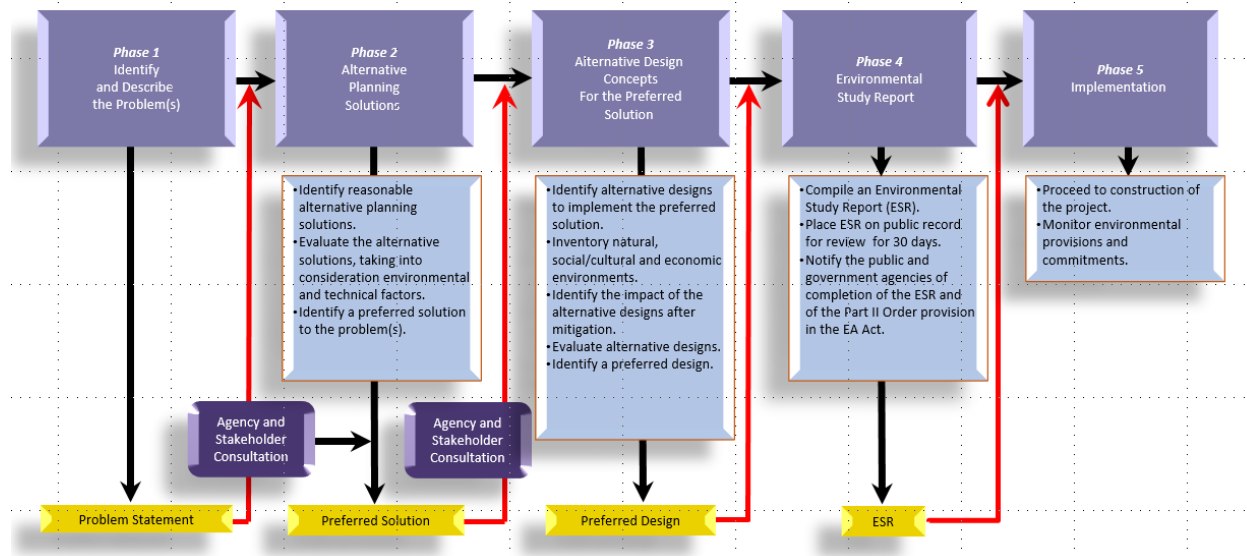 Phase 1
Identify
and Describe
the Problem(s)
Phase 2
Alternative
Planning
Solutions
Phase 3
Alternative Design
Concepts
For the Preferred
Solution
Phase 4
Environmental
Study Report
Phase 5
Implementation
•Identify reasonable
alternative planning
solutions.
•Evaluate the alternative
solutions, taking into
consideration environmental
and technical factors.
•Identify a preferred solution
to the problem(s).
•Identify alternative designs
to implement the preferred
solution.
•Inventory natural,
social/cultural and economic
environments.
•Identify the impact of the
alternative designs after
mitigation.
•Evaluate alternative designs.
•Identify a preferred design.
•Compile an Environmental
Study Report (ESR).
•Place ESR on public record
for review for 30 days.
•Notify the public and
government agencies of
completion of the ESR and
of the Part II Order provision
in the EA Act.
•Proceed to construction of
the project.
•Monitor environmental
provisions and
commitments.
Agency and
Stakeholder
Consultation
Agency and
Stakeholder
Consultation
Problem Statement
Preferred Solution
Preferred Design
ESR